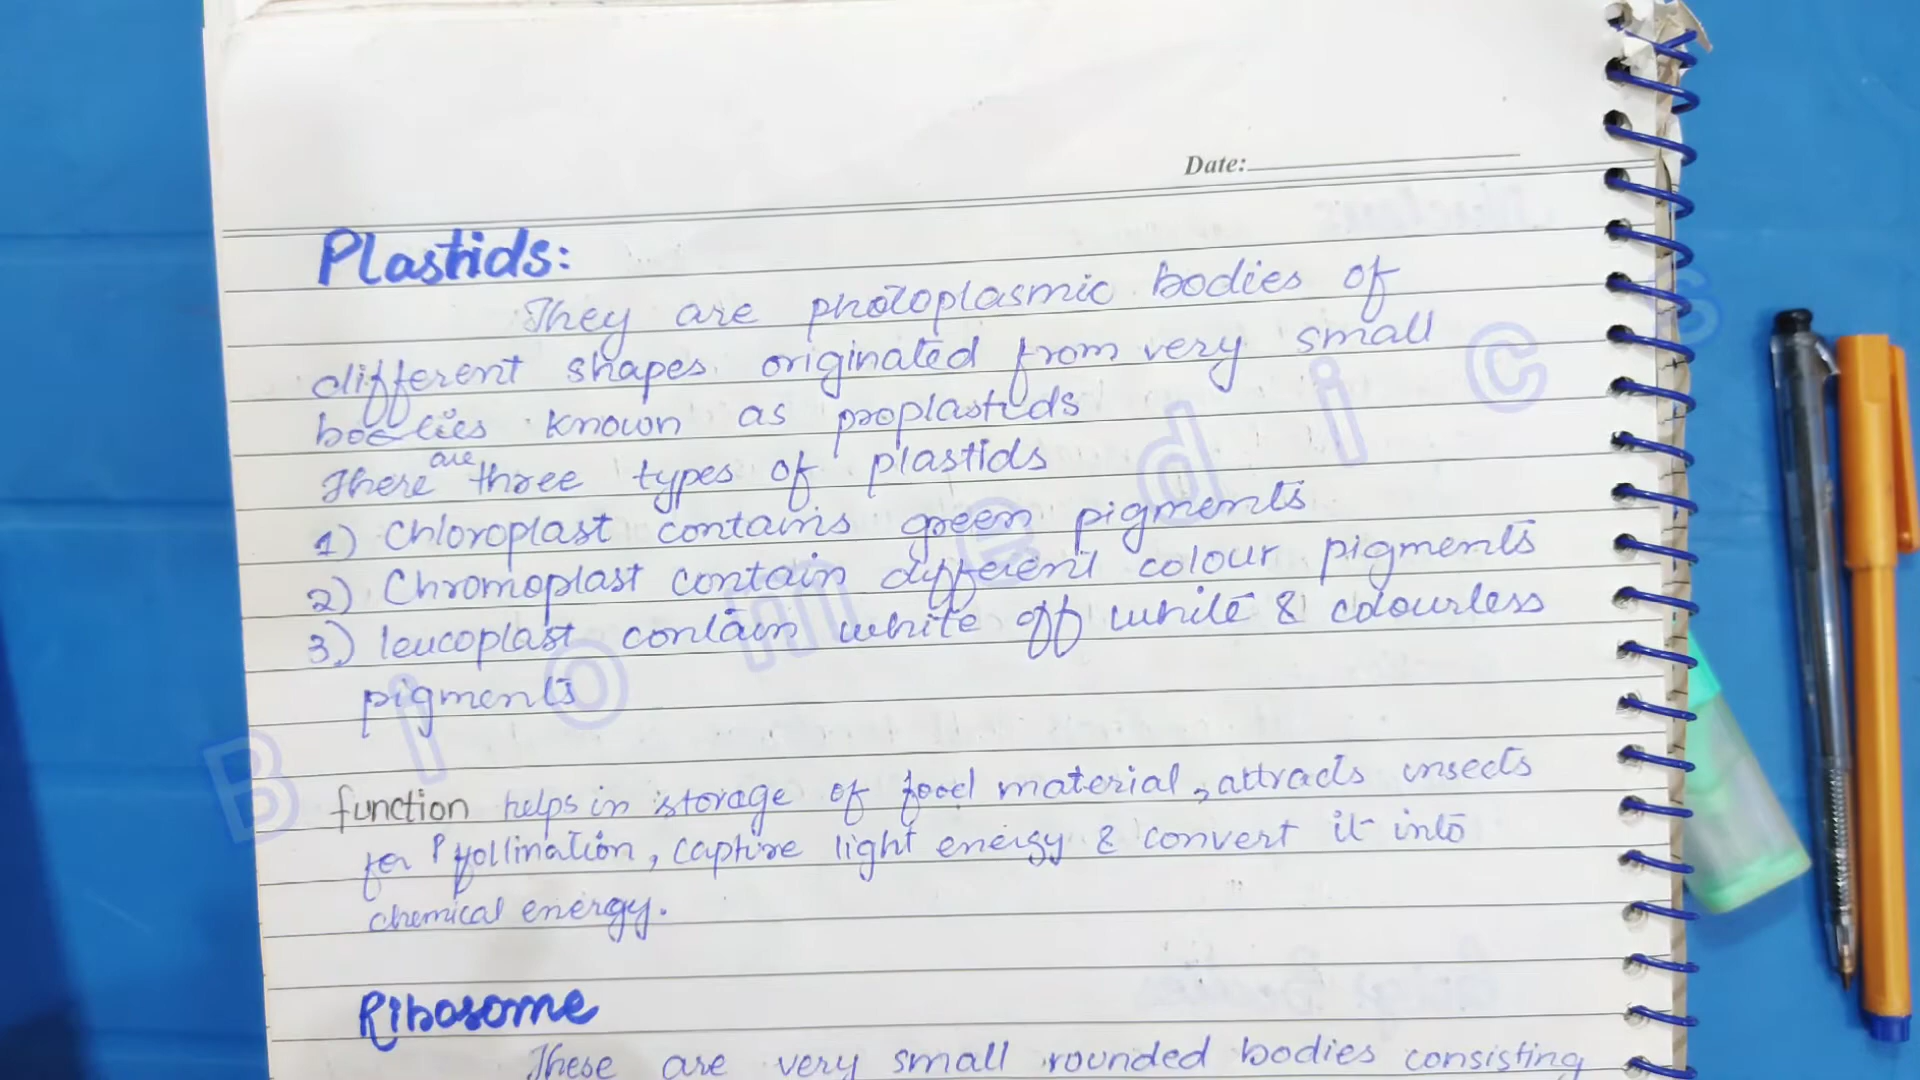 Date:
Plastids:
They are photoplasmic bodies of
different shapes originated from very small
bodies known as proplastids
There are three types of plastids
1) Chloroplast contains green pigments
2) Chromoplast contain different colour pigments
3) leucoplast contain white off white & colourless
pigments
function helps in storage of food material, attracts insects
for pollination, capture light energy & convert it into
chemical energy.
Ribosome
These are very small rounded bodies consisting
Biomedics